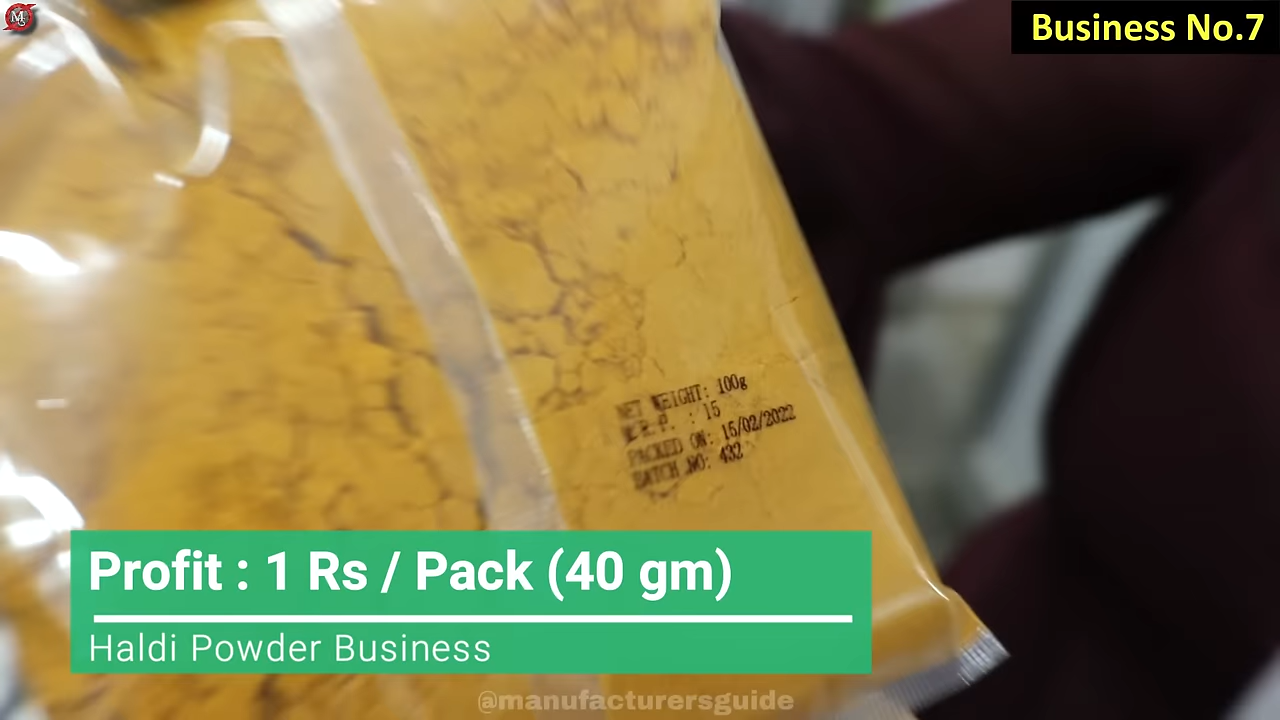 Business No.7
NET WEIGHT: 100g
M.R.P. : 15
PACKED ON: 15/02/2022
BATCH NO: 432
Profit : 1 Rs / Pack (40 gm)
Haldi Powder Business
@manufacturersguide